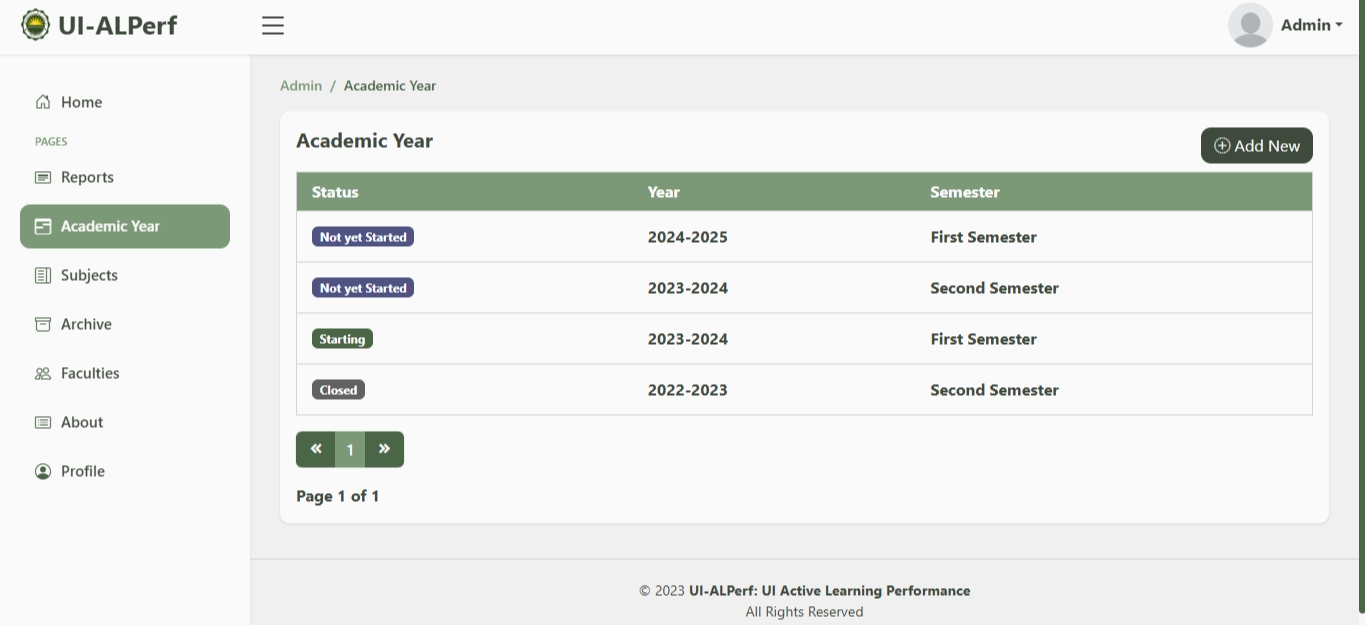 UI-ALPerf
Admin
Home
PAGES
Reports
Academic Year
Subjects
Archive
Faculties
About
Profile
Admin / Academic Year
Academic Year
Add New
Status Year Semester
Not yet Started 2024-2025 First Semester
Not yet Started 2023-2024 Second Semester
Starting 2023-2024 First Semester
Closed 2022-2023 Second Semester
« 1 »
Page 1 of 1
© 2023 UI-ALPerf: UI Active Learning Performance
All Rights Reserved